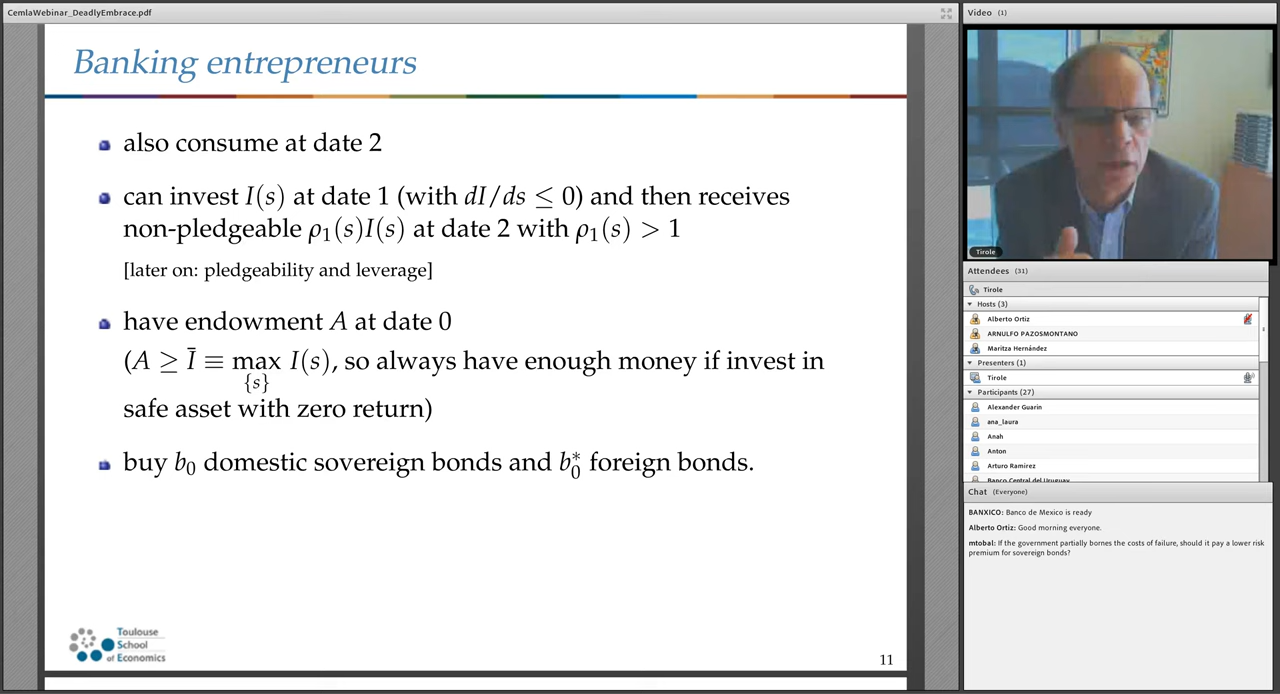 CemlaWebinar_DeadlyEmbrace.pdf
Banking entrepreneurs
also consume at date 2
can invest I(s) at date 1 (with dI/ds ≤ 0) and then receives
non-pledgeable ρ₁(s)I(s) at date 2 with ρ₁(s) > 1
[later on: pledgeability and leverage]
have endowment A at date 0
(A ≥ Ī ≡ max I(s), so always have enough money if invest in
{s}
safe asset with zero return)
buy b₀ domestic sovereign bonds and b₀* foreign bonds.
Toulouse
School
of Economics
11
Video (1)
Tirole
Attendees (31)
Tirole
Hosts (3)
Alberto Ortiz
ARNULFO PAZOSMONTANO
Maritza Hernández
Presenters (1)
Tirole
Participants (27)
Alexander Guarin
ana_laura
Anah
Anton
Arturo Ramirez
Banco Central del Uruguay
Chat (Everyone)
BANXICO: Banco de Mexico is ready
Alberto Ortiz: Good morning everyone.
mtobal: If the government partially bornes the costs of failure, should it pay a lower risk
premium for sovereign bonds?